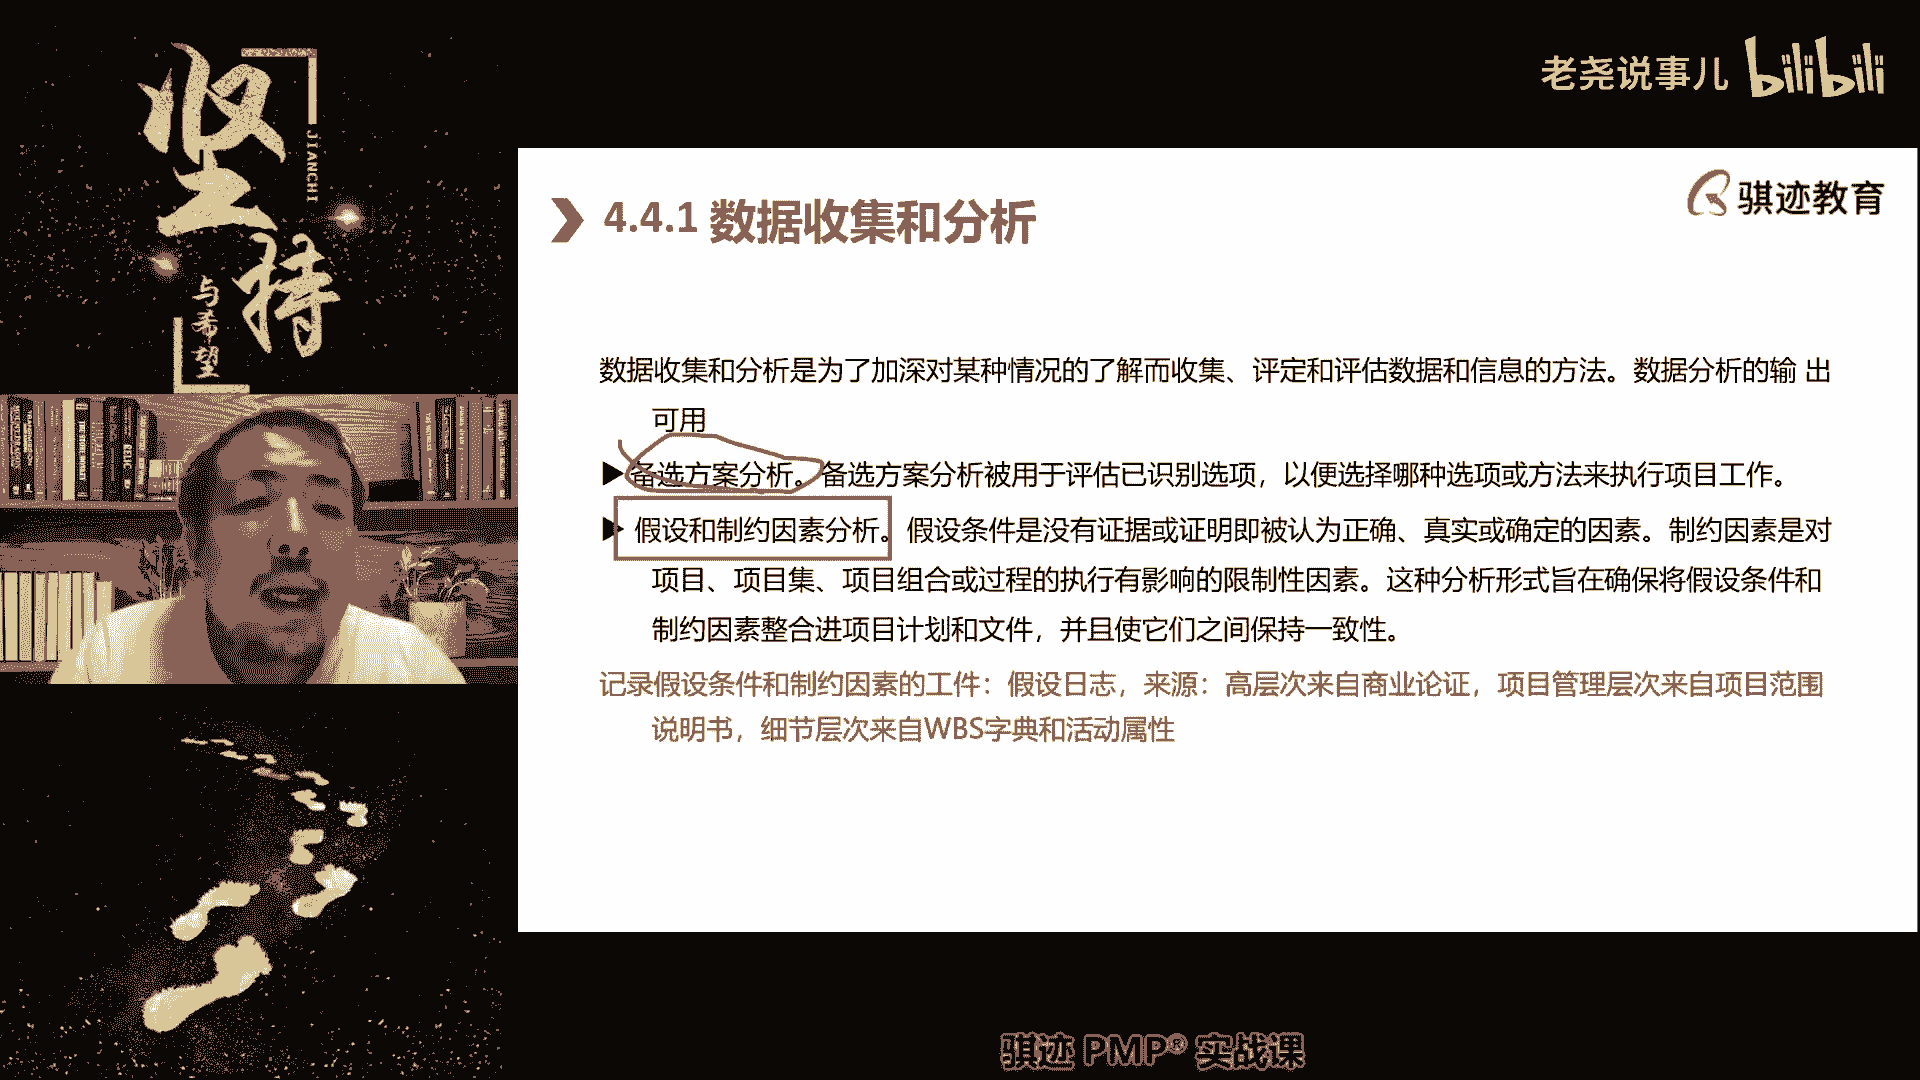 坚持
JIANCHI
与希望
老尧说事儿 bilibili
骐迹教育
4.4.1 数据收集和分析
数据收集和分析是为了加深对某种情况的了解而收集、评定和评估数据和信息的方法。数据分析的输 出
可用
▶备选方案分析。备选方案分析被用于评估已识别选项，以便选择哪种选项或方法来执行项目工作。
▶ 假设和制约因素分析。假设条件是没有证据或证明即被认为正确、真实或确定的因素。制约因素是对
项目、项目集、项目组合或过程的执行有影响的限制性因素。这种分析形式旨在确保将假设条件和
制约因素整合进项目计划和文件，并且使它们之间保持一致性。
记录假设条件和制约因素的工件：假设日志，来源：高层次来自商业论证，项目管理层次来自项目范围
说明书，细节层次来自WBS字典和活动属性
骐迹 PMP® 实战课